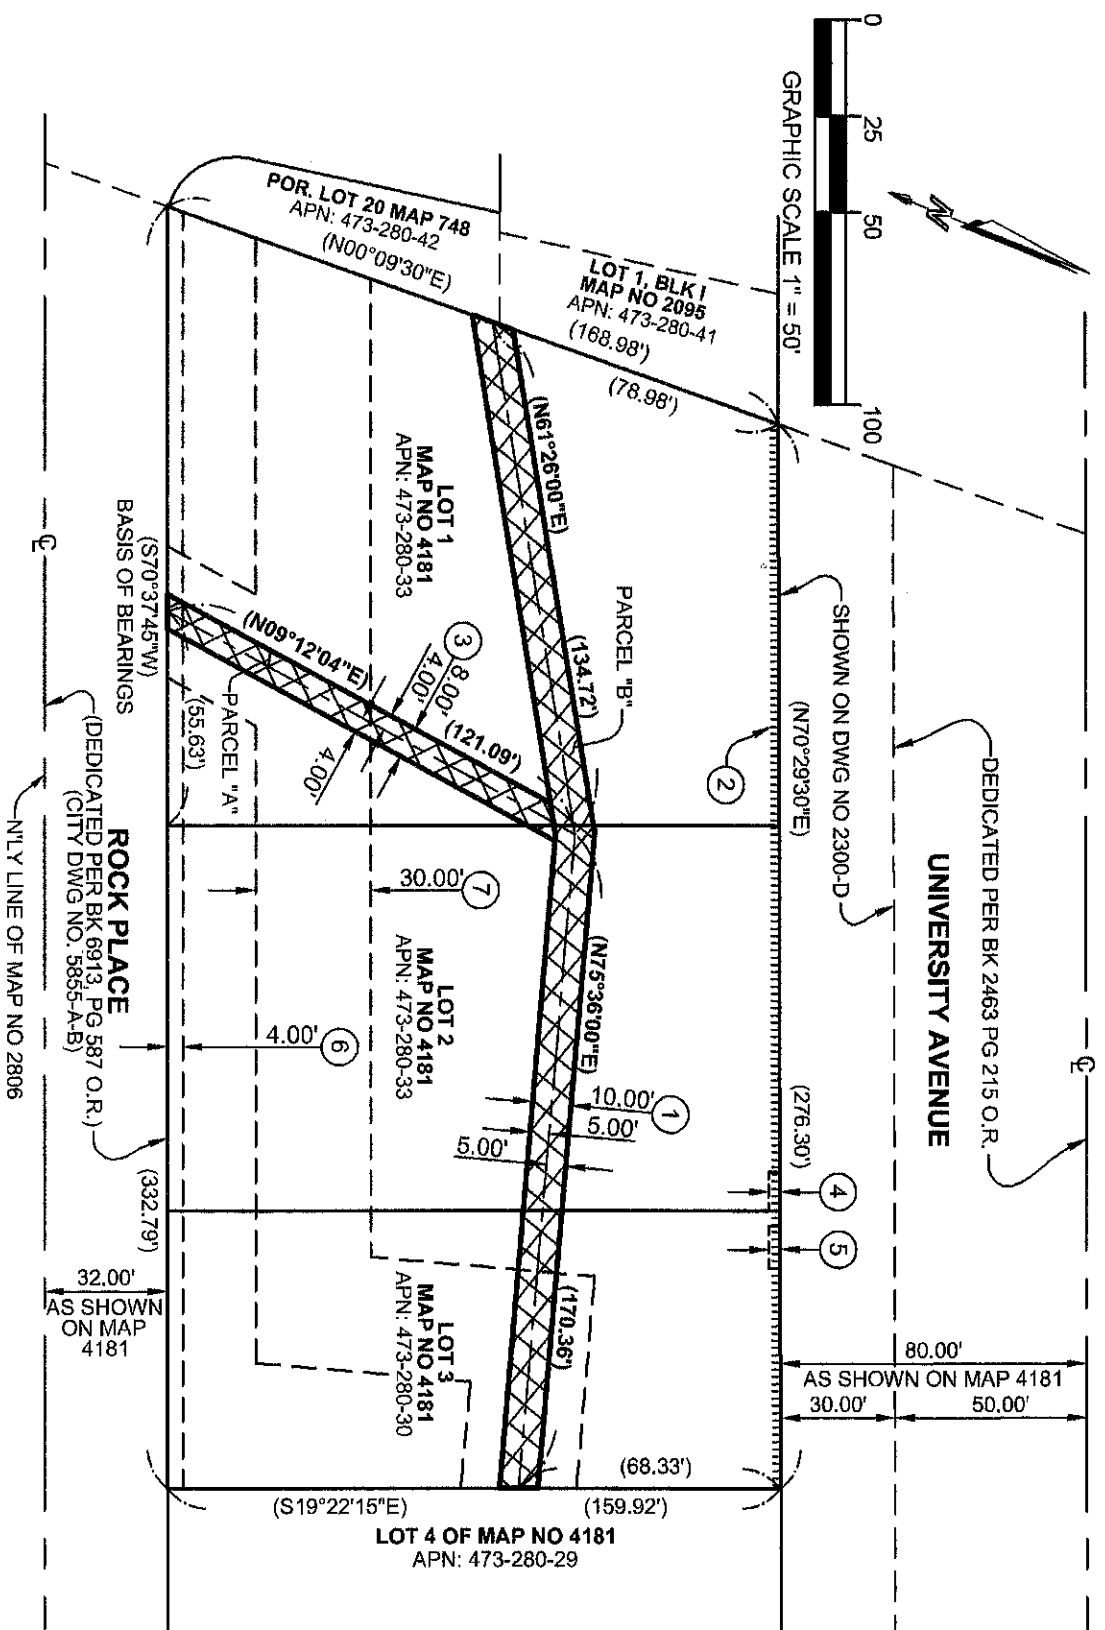 0
25
50
100
GRAPHIC SCALE 1" = 50'
N
DEDICATED PER BK 2463 PG 215 O.R.
℄
UNIVERSITY AVENUE
SHOWN ON DWG NO 2300-D
(N70°29'30"E)
(276.30')
2
4
5
80.00'
AS SHOWN ON MAP 4181
30.00'
50.00'
POR. LOT 20 MAP 748
APN: 473-280-42
(N00°09'30"E)
LOT 1, BLK I
MAP NO 2095
APN: 473-280-41
(168.98')
(78.98')
(N61°26'00"E)
(134.72')
PARCEL "B"
LOT 1
MAP NO 4181
APN: 473-280-33
(N09°12'04"E)
3
8.00'
4.00'
(121.09')
4.00'
PARCEL "A"
(55.63')
(N75°36'00"E)
1
10.00'
5.00'
5.00'
(170.36')
7
30.00'
LOT 2
MAP NO 4181
APN: 473-280-33
6
4.00'
LOT 3
MAP NO 4181
APN: 473-280-30
(68.33')
(159.92')
(S19°22'15"E)
LOT 4 OF MAP NO 4181
APN: 473-280-29
(S70°37'45"W)
BASIS OF BEARINGS
(332.79')
32.00'
AS SHOWN
ON MAP
4181
ROCK PLACE
(DEDICATED PER BK 6913, PG 587 O.R.)
(CITY DWG NO. 5855-A-B)
℄
N'LY LINE OF MAP NO 2806